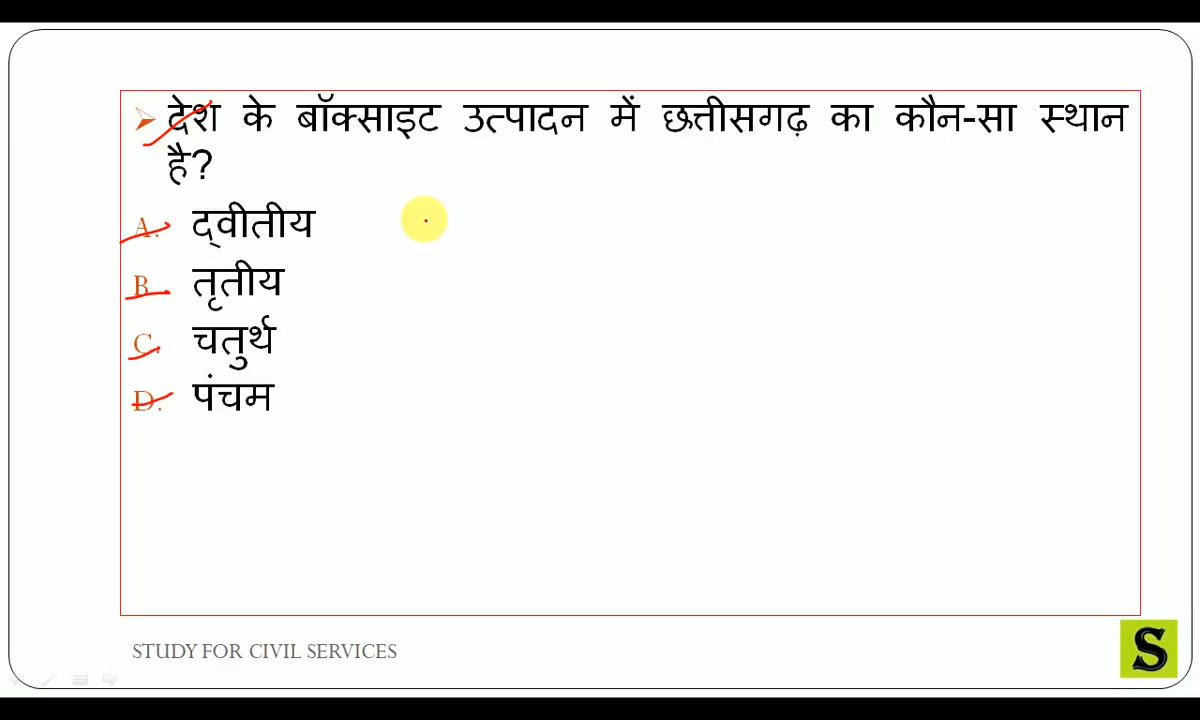 देश के बॉक्साइट उत्पादन में छत्तीसगढ़ का कौन-सा स्थान
है?
A. द्वीतीय
B. तृतीय
C. चतुर्थ
D. पंचम
STUDY FOR CIVIL SERVICES
S